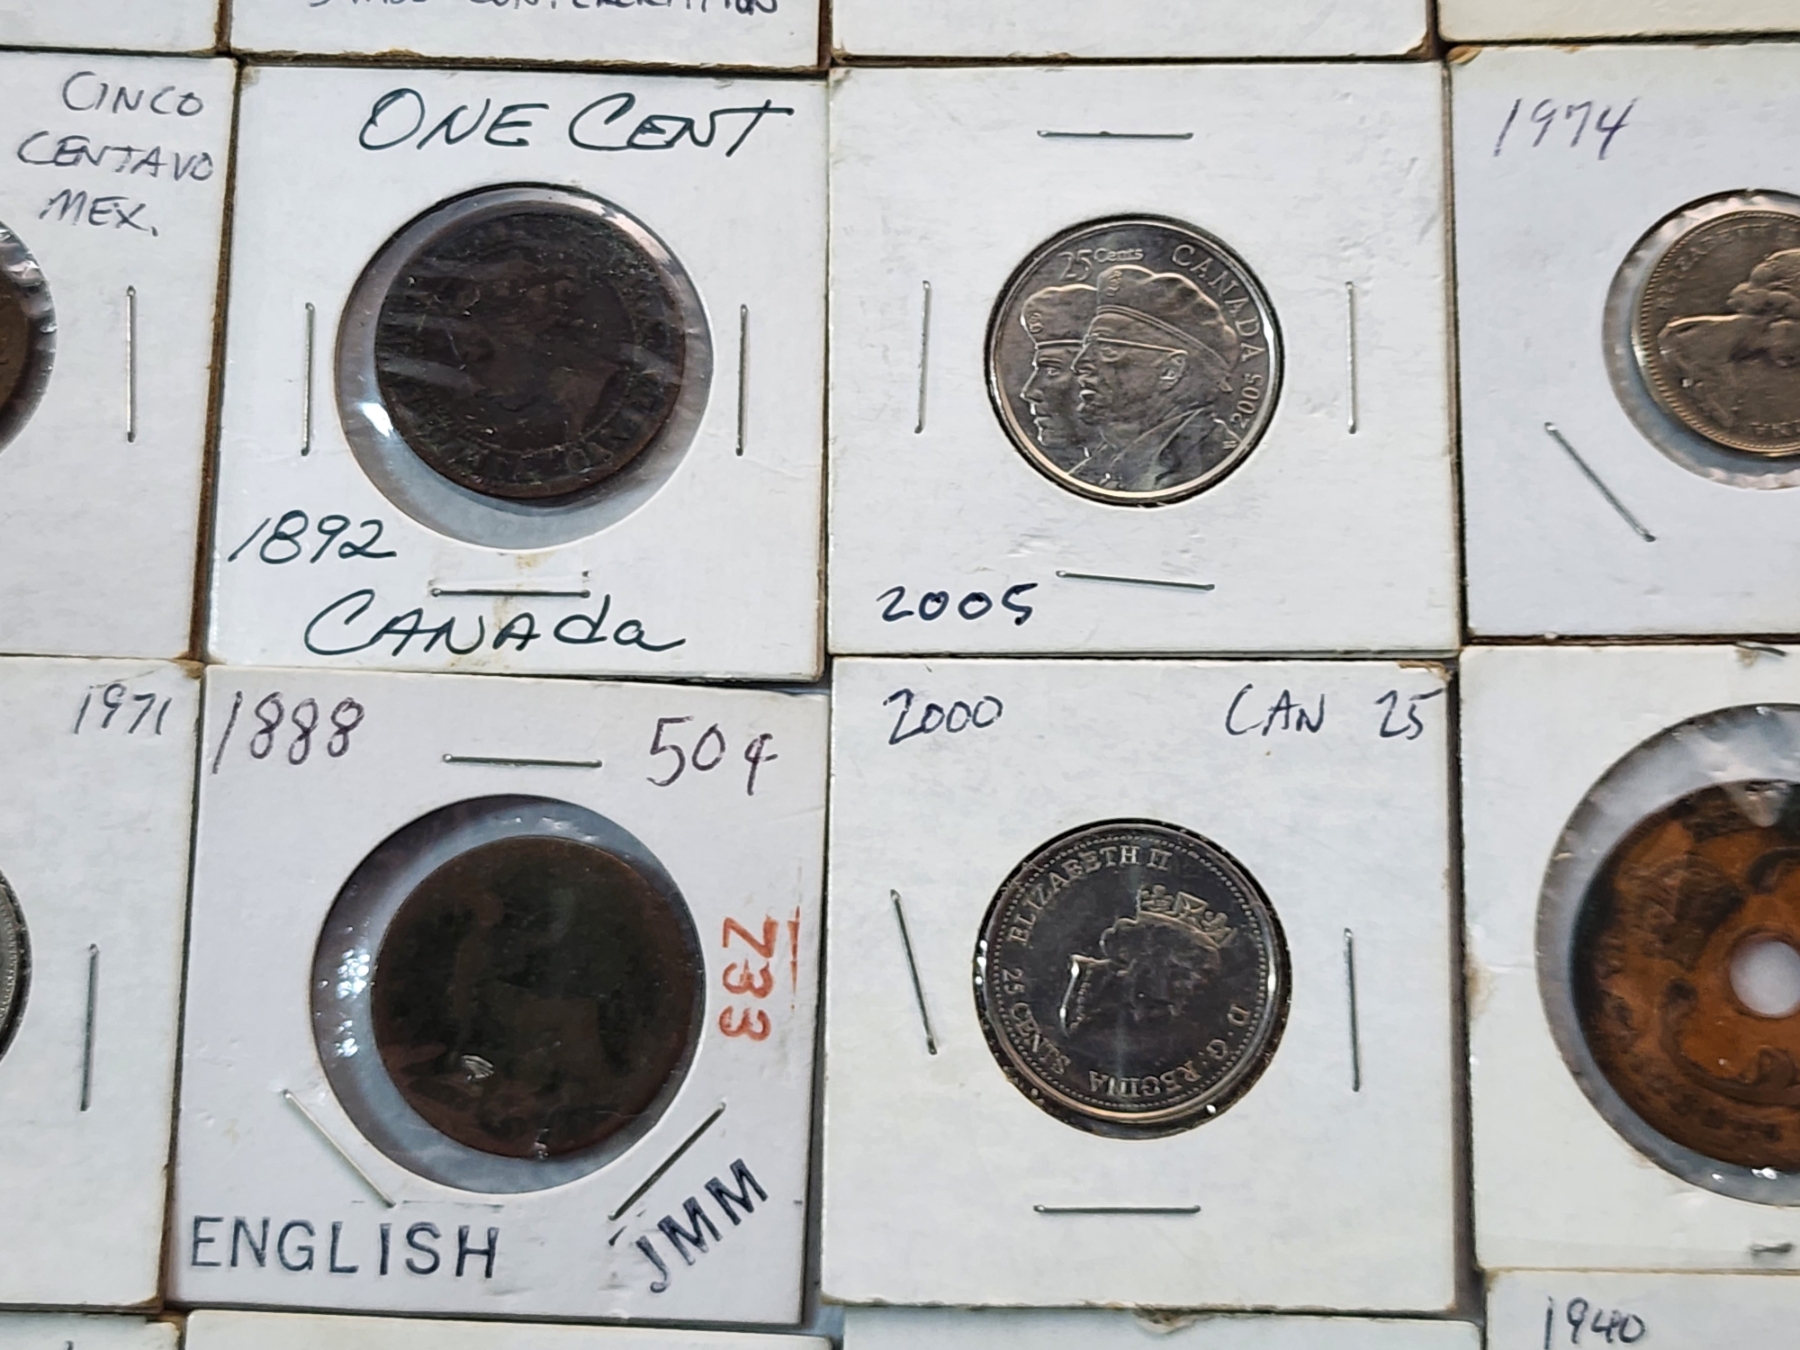 CINCO
CENTAVO
MEX.
ONE CENT
1892
CANAda
25 Cents CANADA 2005
2005
1974
ELIZABETH
1971
1888 50¢
733
ENGLISH
JMM
2000 CAN 25
ELIZABETH II D·G·REGINA
25 CENTS
1940